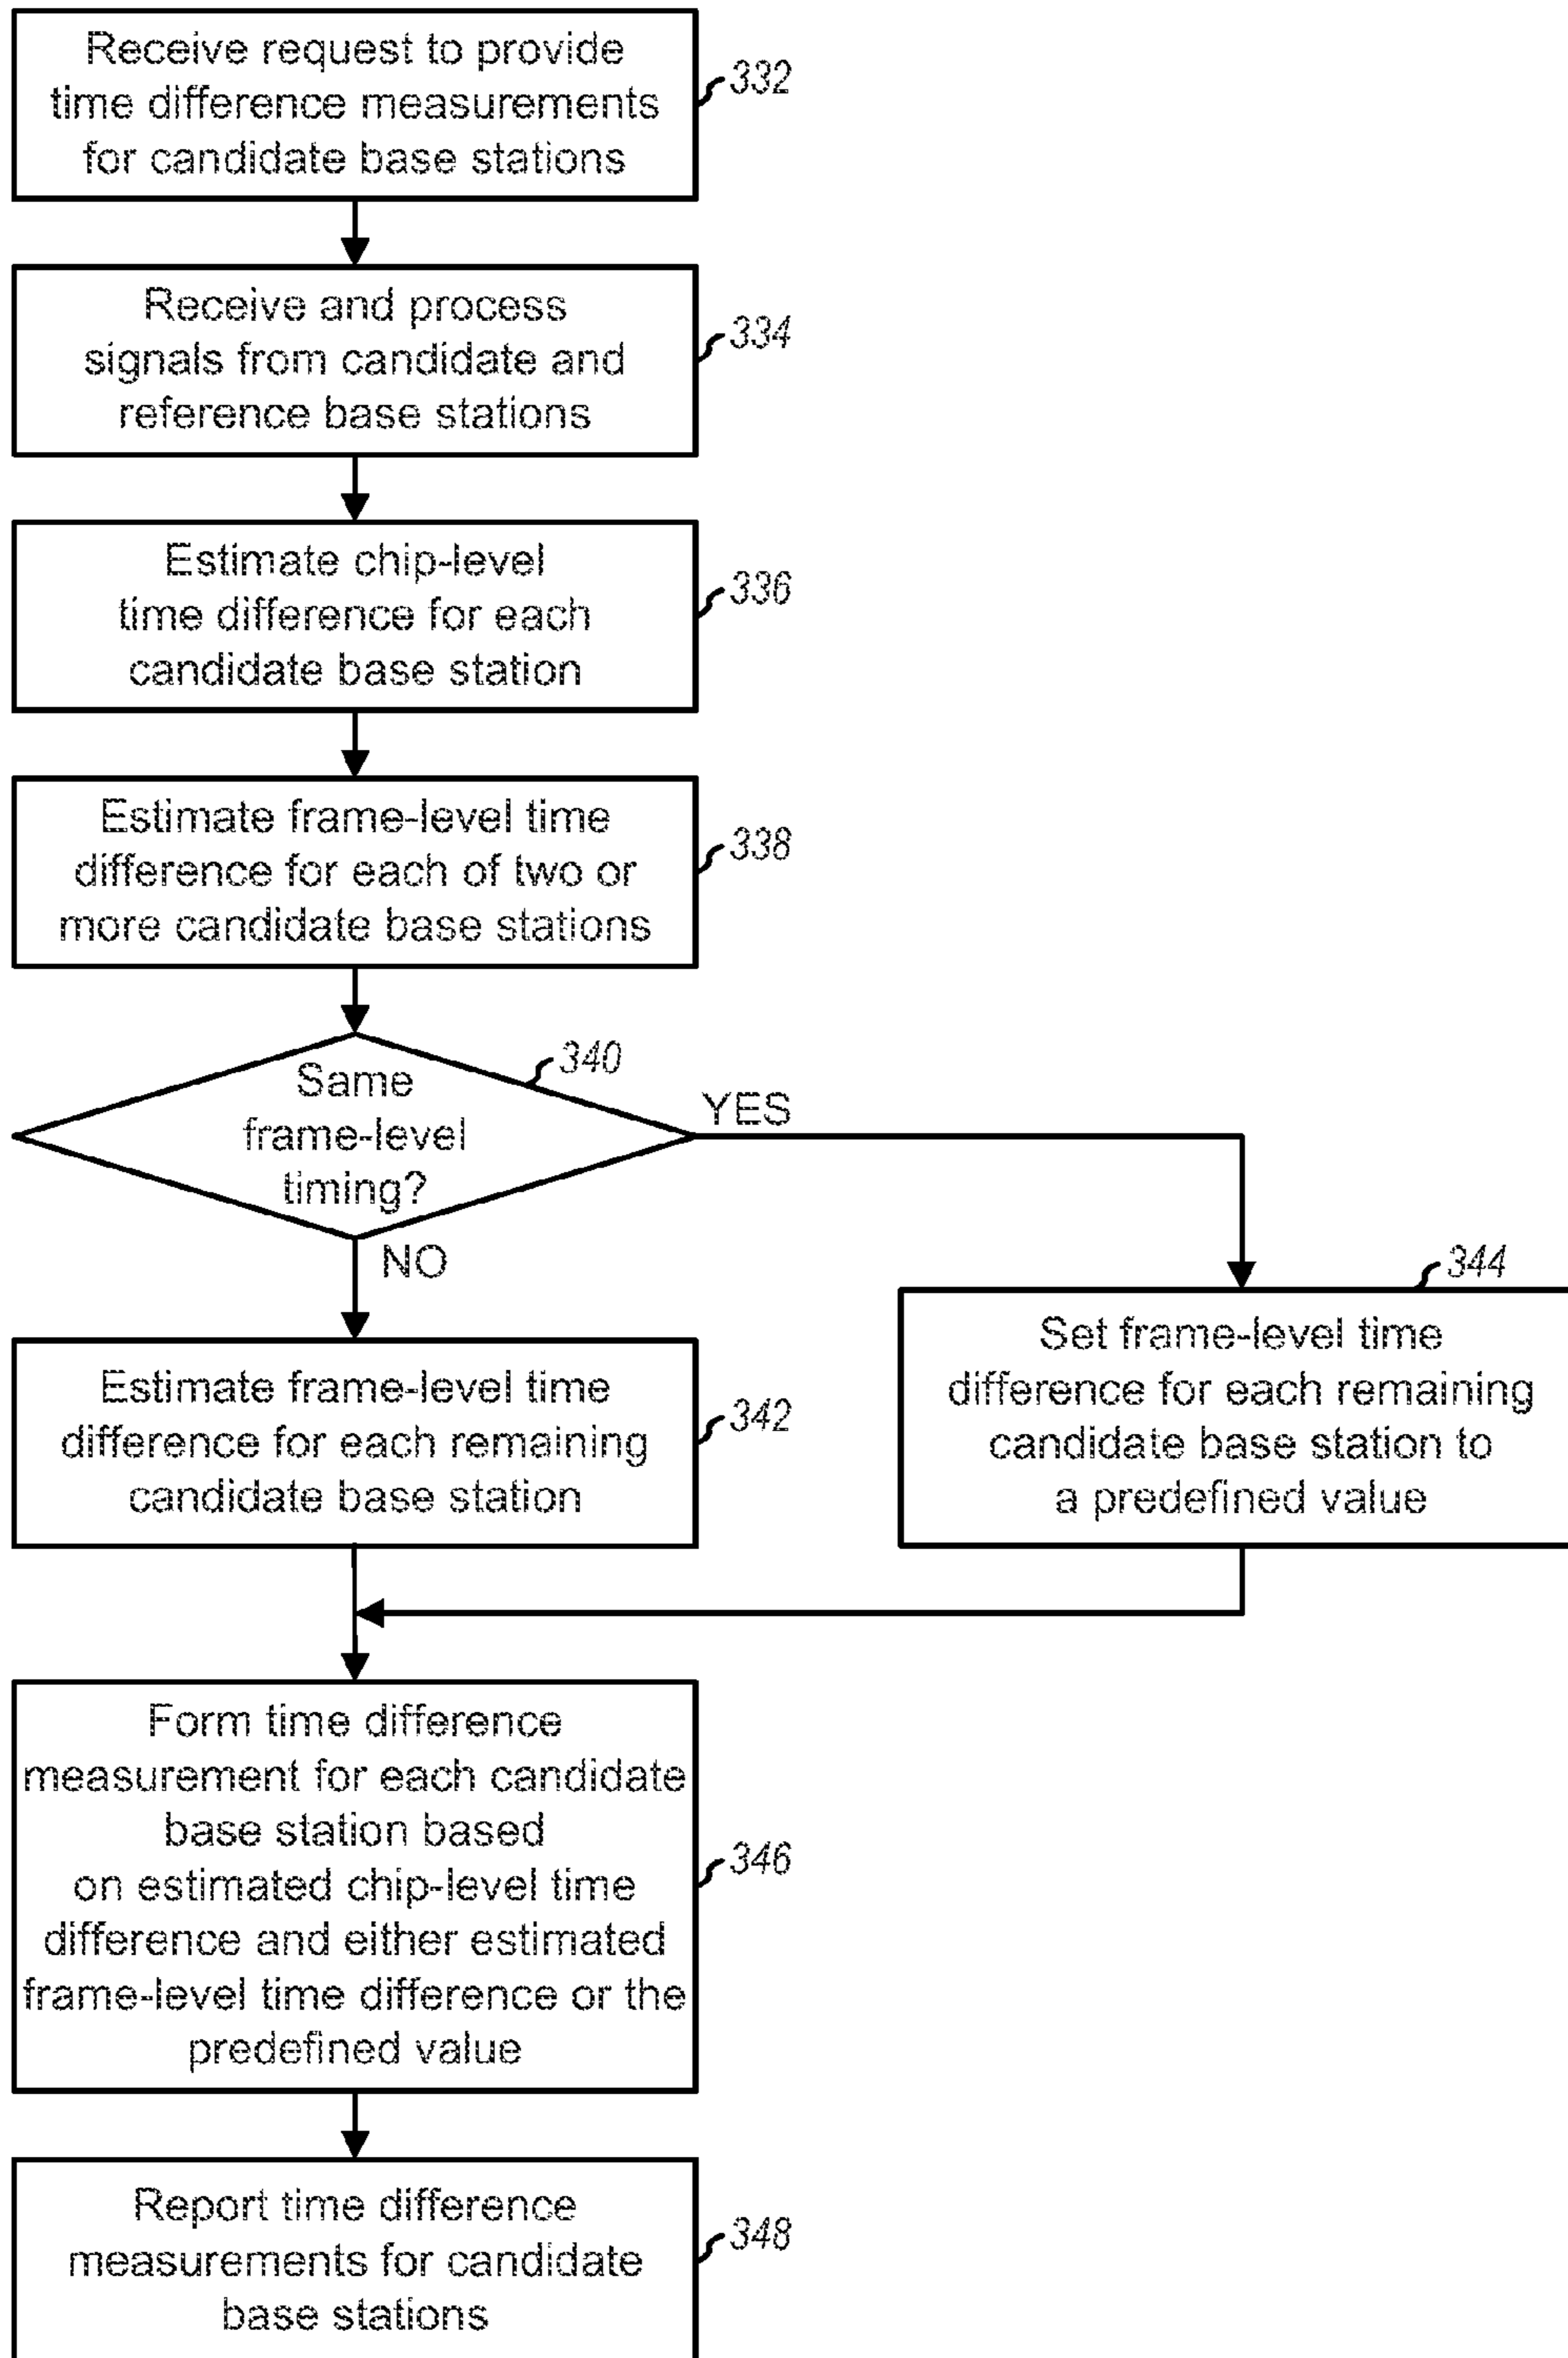 Receive request to provide
time difference measurements
for candidate base stations
332
Receive and process
signals from candidate and
reference base stations
334
Estimate chip-level
time difference for each
candidate base station
336
Estimate frame-level time
difference for each of two or
more candidate base stations
338
Same
frame-level
timing?
340
YES
NO
Estimate frame-level time
difference for each remaining
candidate base station
342
Set frame-level time
difference for each remaining
candidate base station to
a predefined value
344
Form time difference
measurement for each candidate
base station based
on estimated chip-level time
difference and either estimated
frame-level time difference or the
predefined value
346
Report time difference
measurements for candidate
base stations
348